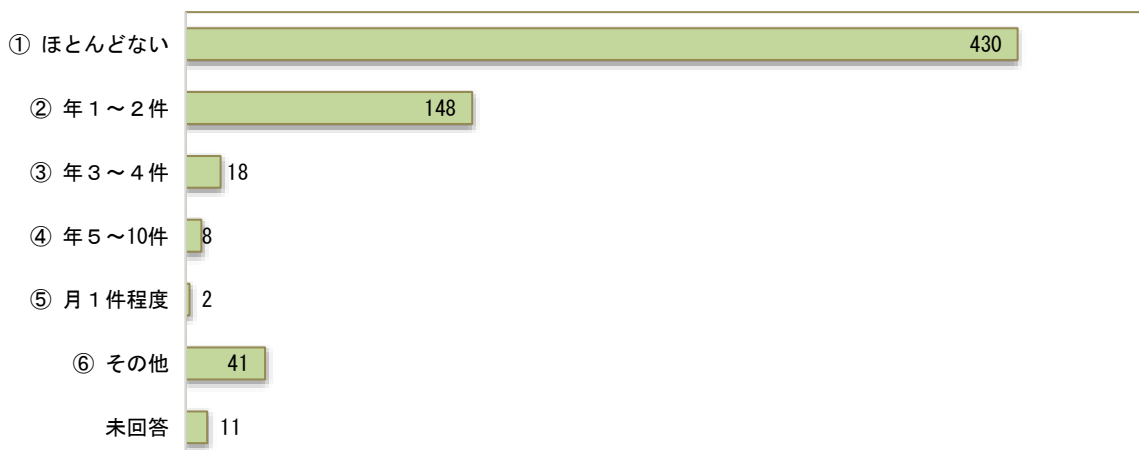 ① ほとんどない 430
② 年１～２件 148
③ 年３～４件 18
④ 年５～10件 8
⑤ 月１件程度 2
⑥ その他 41
未回答 11